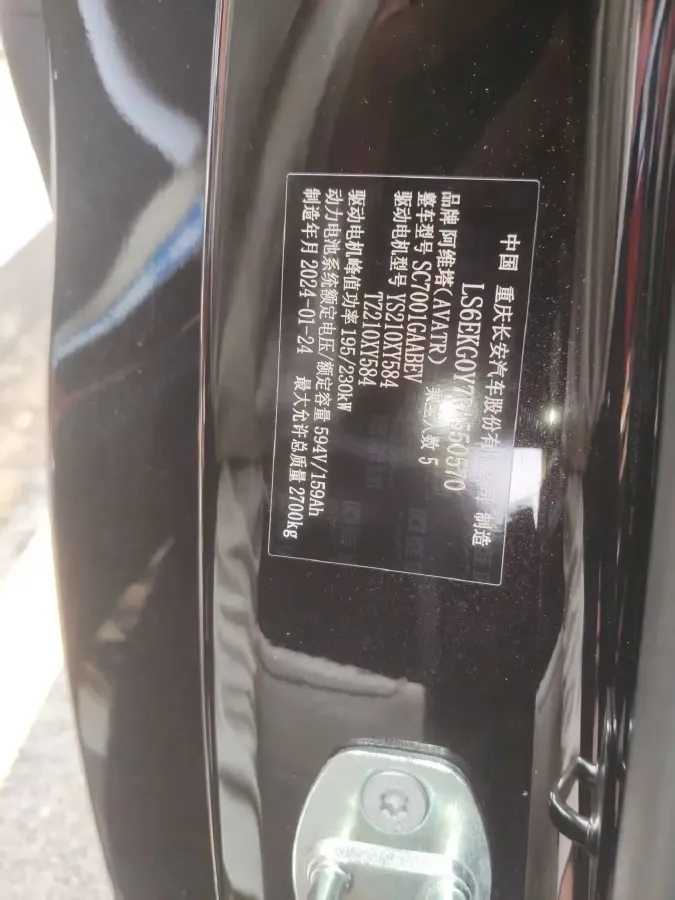 中国 重庆长安汽车股份有 公司 制造
品牌 阿维塔(AVATR) 乘坐人数 5
整车型号 SC7001GAABEV
驱动电机型号 YS210XY584
TZ210XY584
驱动电机峰值功率 195/230kW
动力电池系统额定电压/额定容量 594V/159Ah
制造年月 2024-01-24 最大允许总质量 2700kg